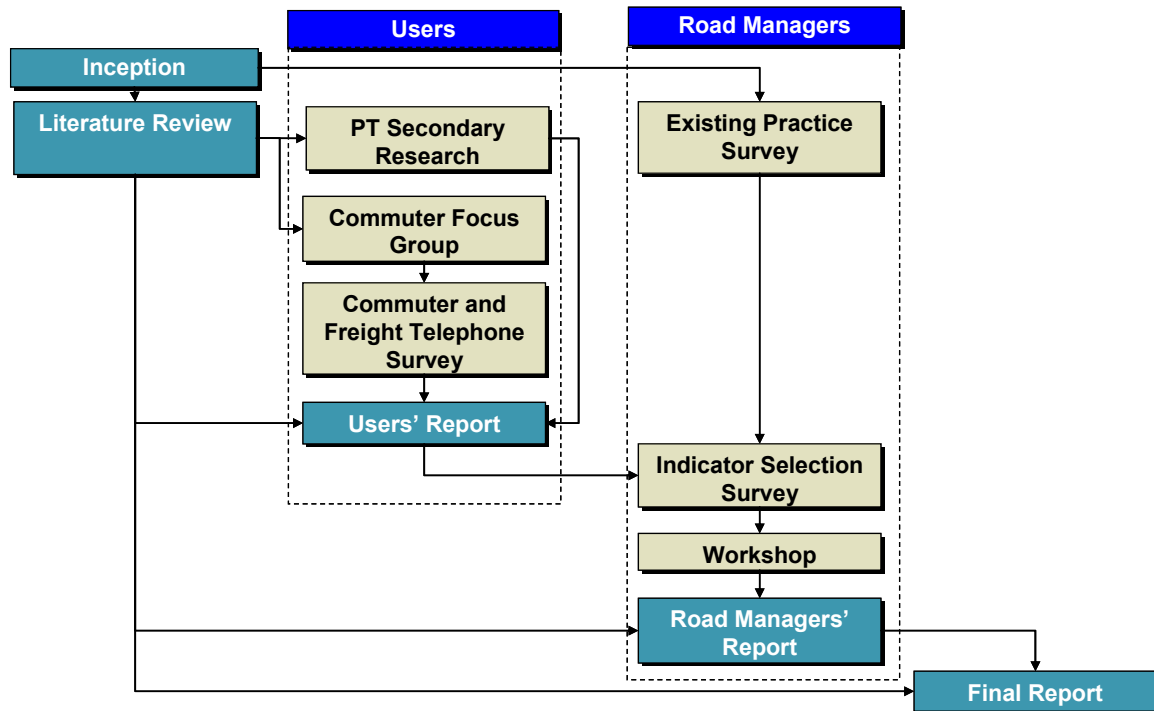 Users
Road Managers
Inception
Literature Review
PT Secondary
Research
Existing Practice
Survey
Commuter Focus
Group
Commuter and
Freight Telephone
Survey
Users’ Report
Indicator Selection
Survey
Workshop
Road Managers’
Report
Final Report